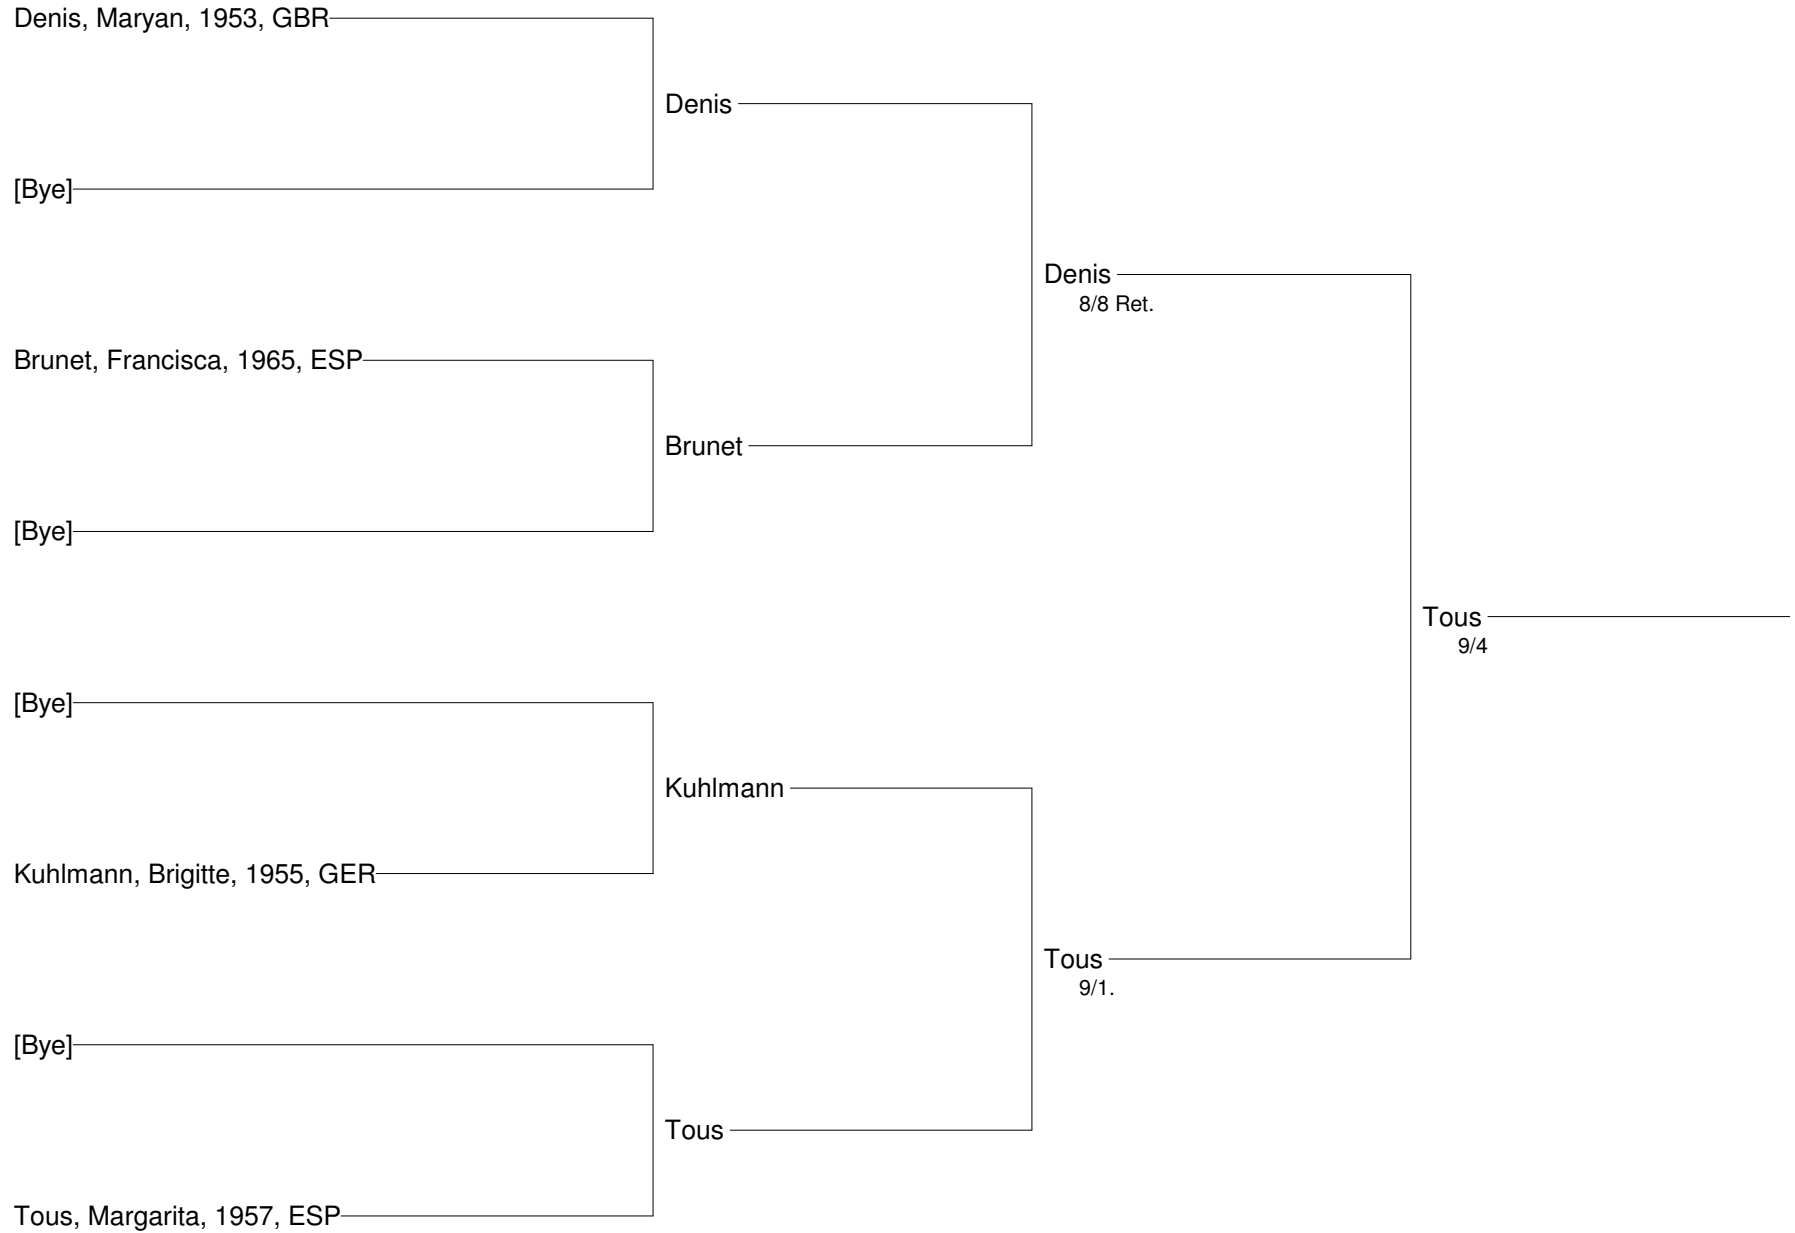 Denis, Maryan, 1953, GBR
Denis
[Bye]
Denis
8/8 Ret.
Brunet, Francisca, 1965, ESP
Brunet
[Bye]
Tous
9/4
[Bye]
Kuhlmann
Kuhlmann, Brigitte, 1955, GER
Tous
9/1.
[Bye]
Tous
Tous, Margarita, 1957, ESP